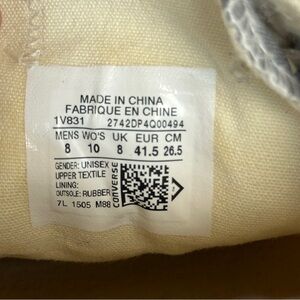 MADE IN CHINA
FABRIQUE EN CHINE
1V831 2742DP4Q00494
MENS WO'S UK EUR CM
8 10 8 41.5 26.5
GENDER: UNISEX
UPPER TEXTILE
LINING:
OUTSOLE: RUBBER
7L 1505 M88
CONVERSE